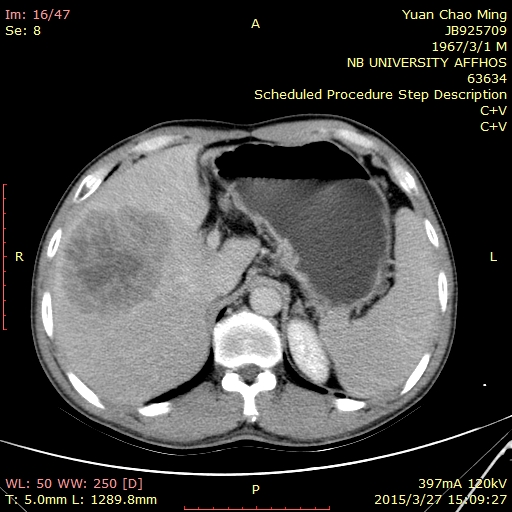 Im: 16/47
Se: 8
A
Yuan Chao Ming
JB925709
1967/3/1 M
NB UNIVERSITY AFFHOS
63634
Scheduled Procedure Step Description
C+V
C+V
R
L
WL: 50 WW: 250 [D]
T: 5.0mm L: 1289.8mm
P
397mA 120kV
2015/3/27 15:09:27